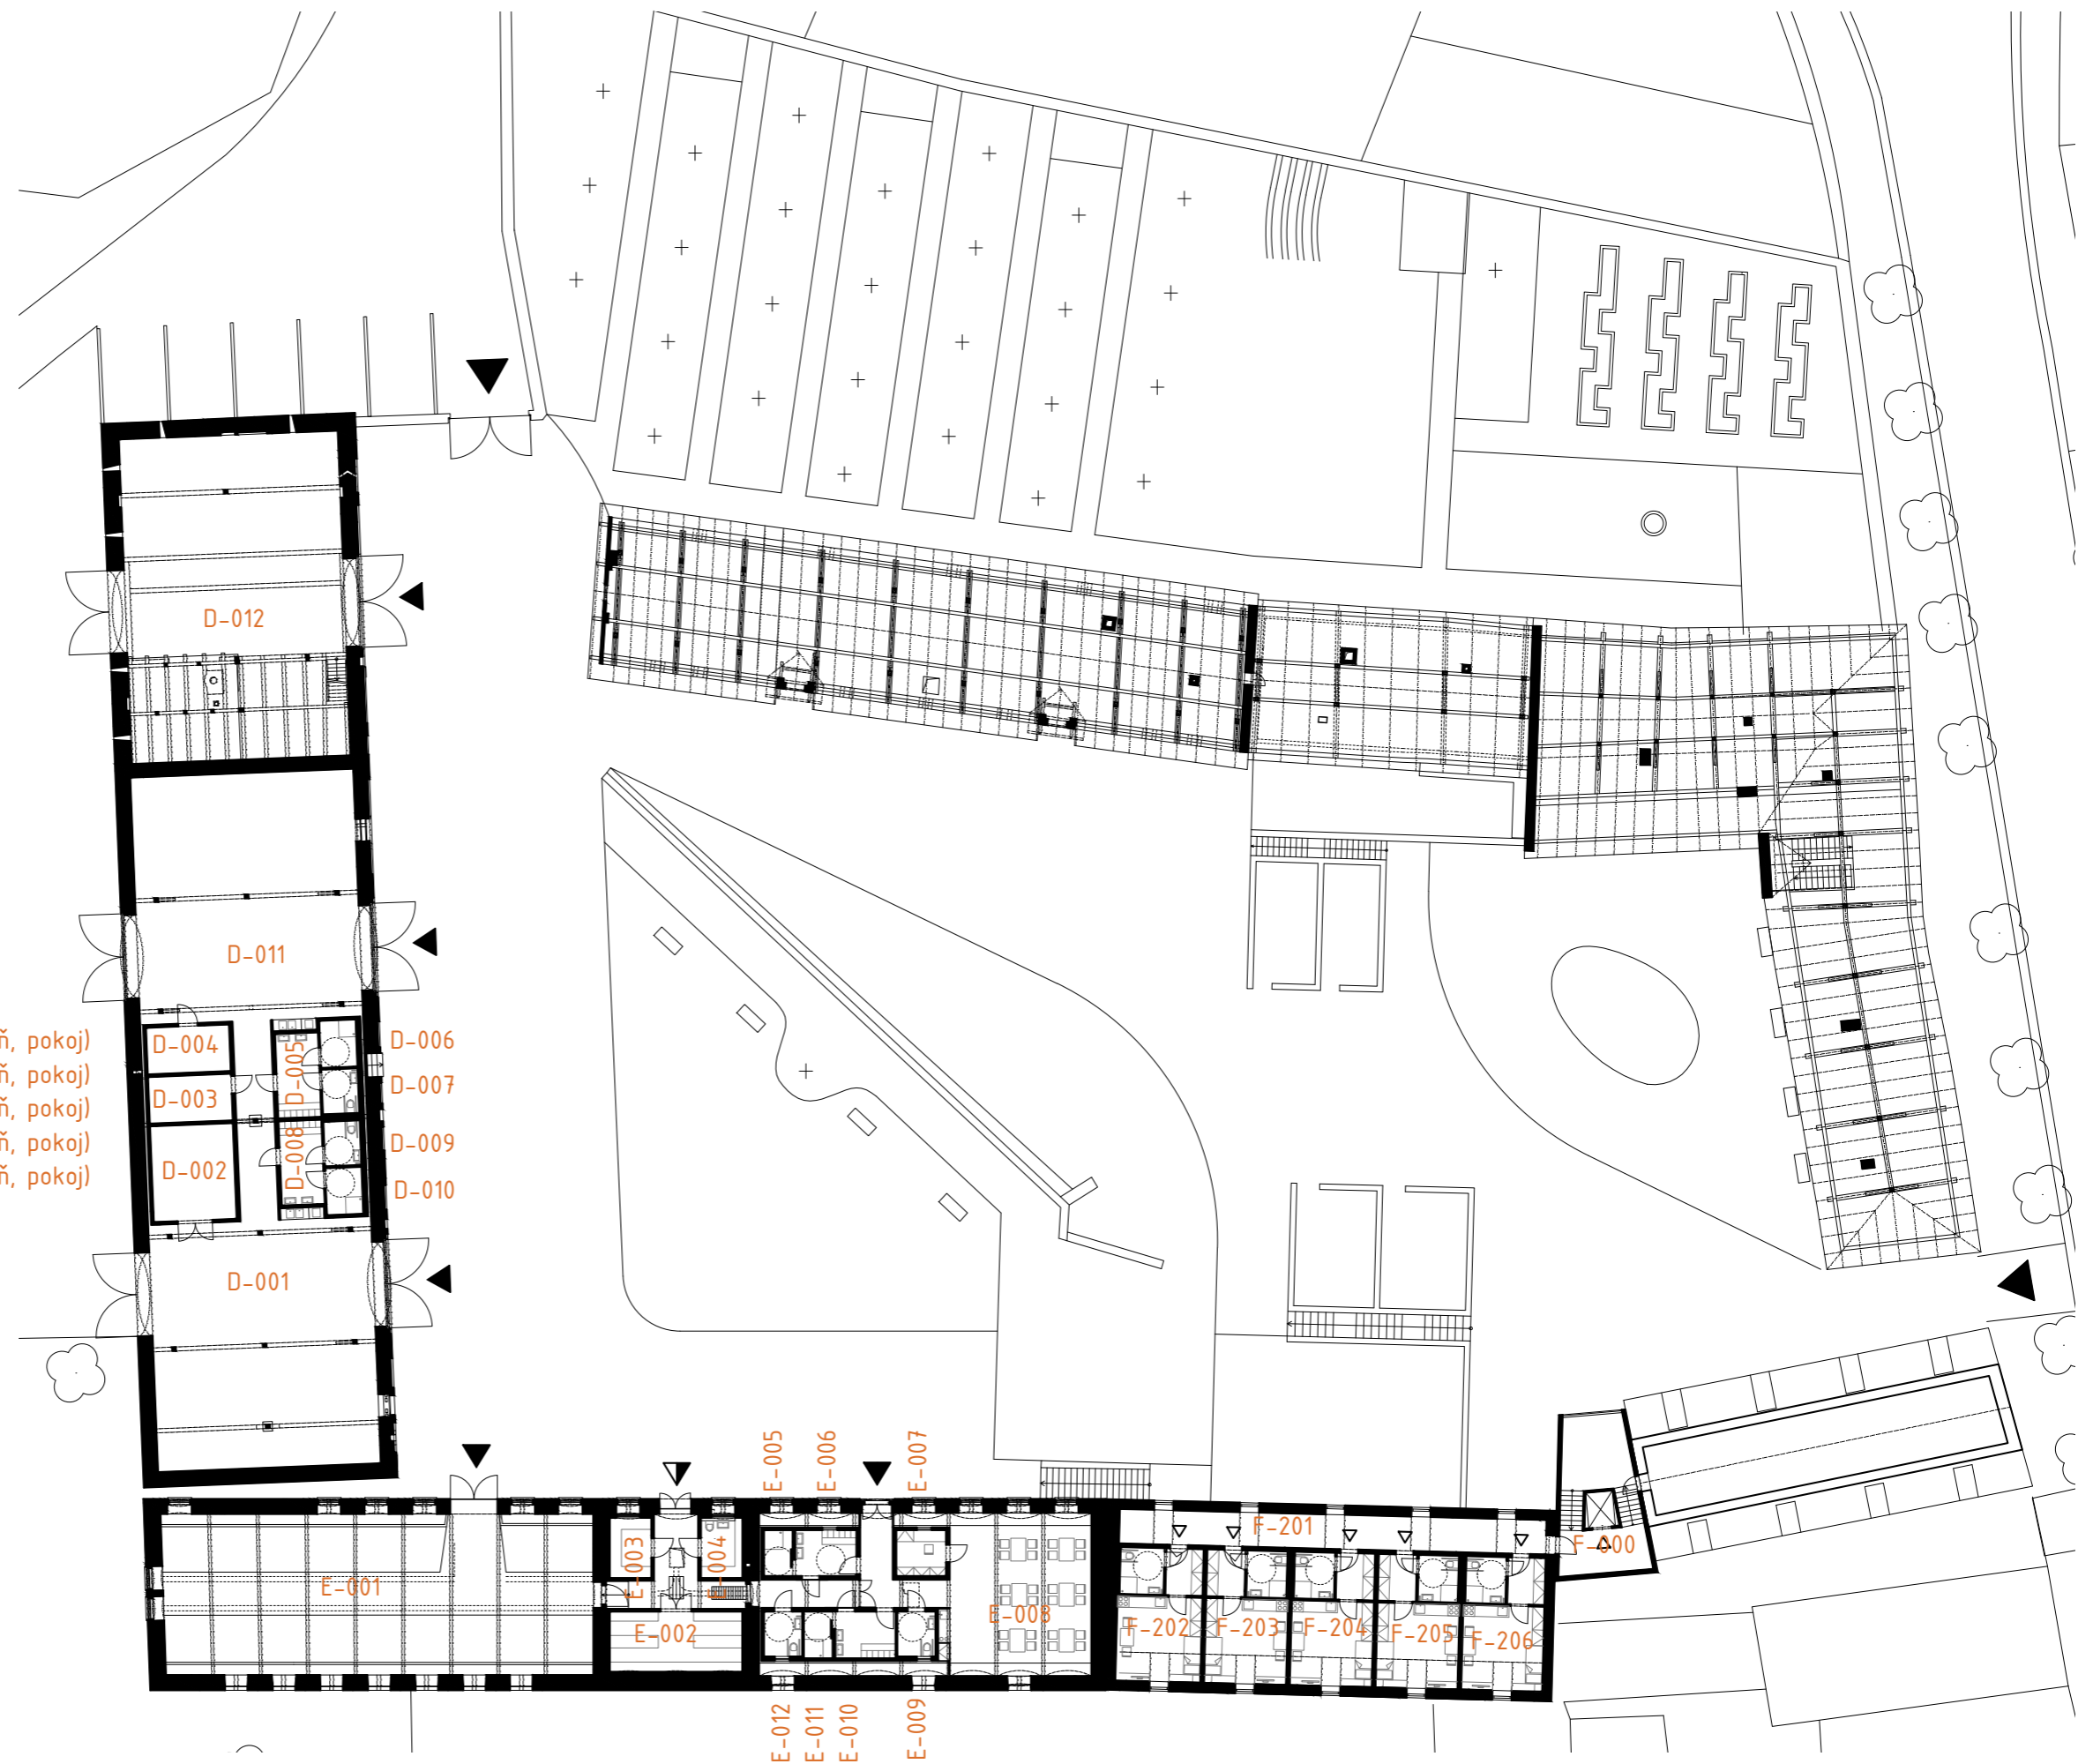 D-012
D-011
ň, pokoj)
ň, pokoj)
ň, pokoj)
ň, pokoj)
ň, pokoj)
D-004
D-005
D-006
D-003
D-007
D-002
D-008
D-009
D-010
D-001
E-005
E-006
E-007
E-001
E-003
E-004
E-002
E-008
F-201
F-000
F-202
F-203
F-204
F-205
F-206
E-012
E-011
E-010
E-009